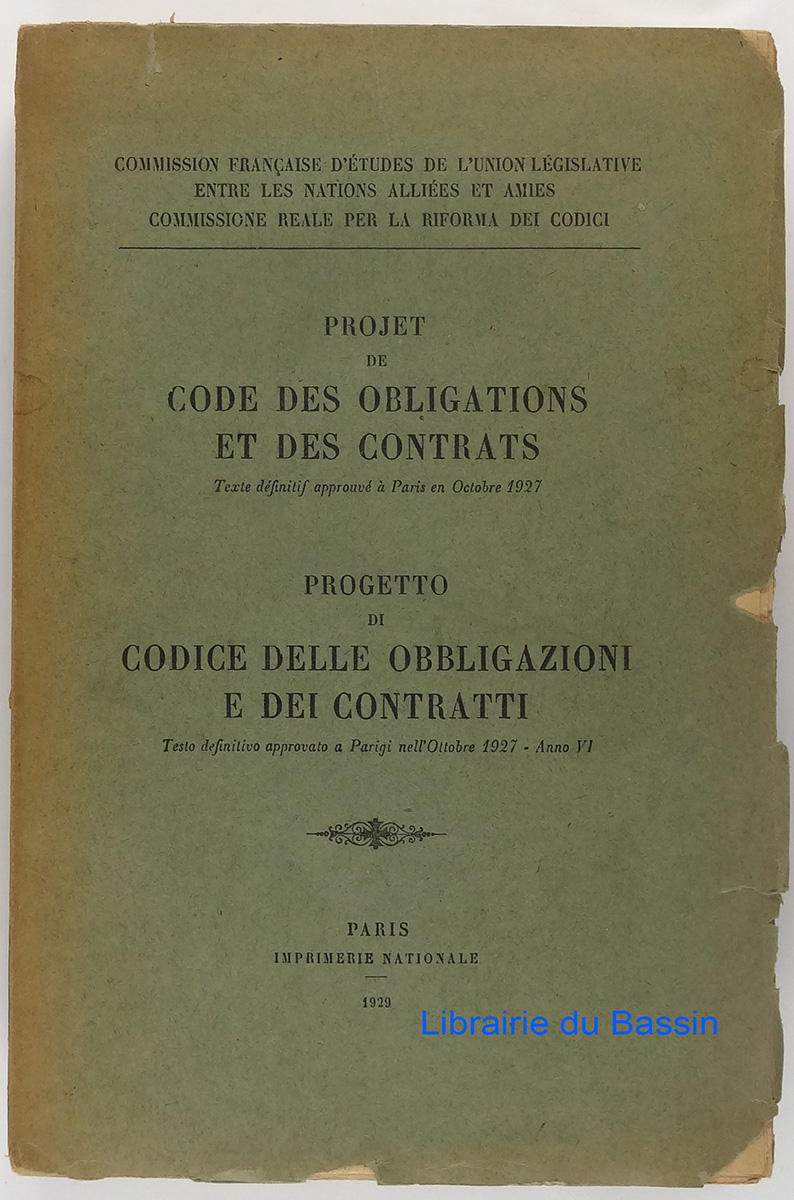 COMMISSION FRANÇAISE D'ÉTUDES DE L'UNION LÉGISLATIVE
ENTRE LES NATIONS ALLIÉES ET AMIES
COMMISSIONE REALE PER LA RIFORMA DEI CODICI
PROJET
DE
CODE DES OBLIGATIONS
ET DES CONTRATS
Texte définitif approuvé à Paris en Octobre 1927
PROGETTO
DI
CODICE DELLE OBBLIGAZIONI
E DEI CONTRATTI
Testo definitivo approvato a Parigi nell'Ottobre 1927 - Anno VI
PARIS
IMPRIMERIE NATIONALE
1929
Librairie du Bassin